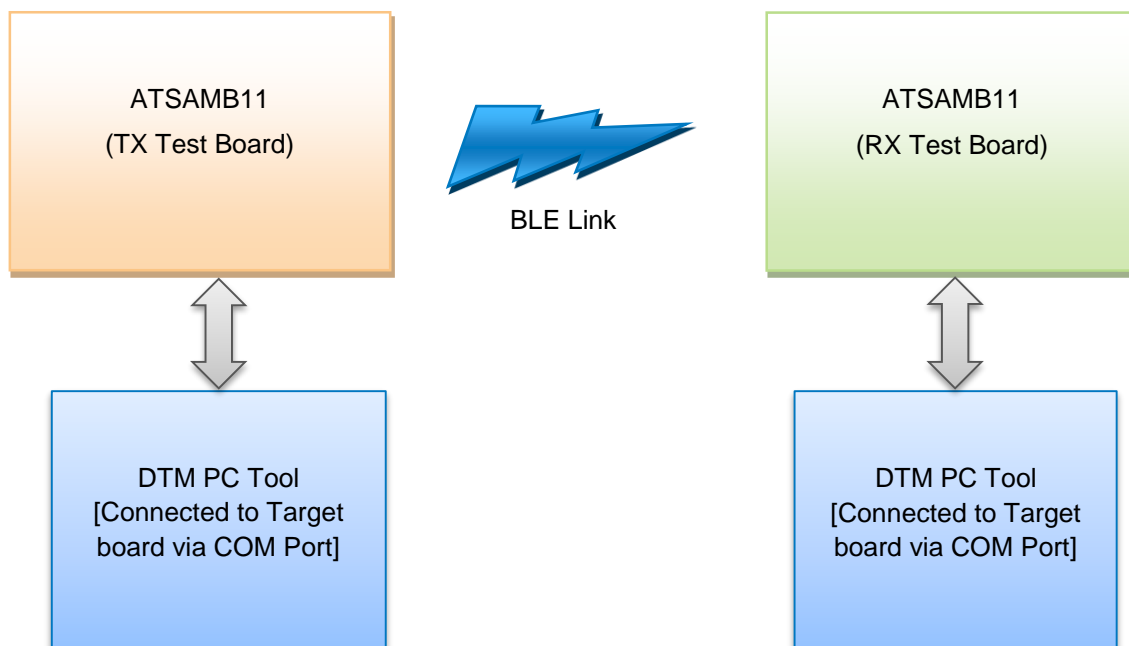 ATSAMB11
(TX Test Board)
BLE Link
ATSAMB11
(RX Test Board)
DTM PC Tool
[Connected to Target
board via COM Port]
DTM PC Tool
[Connected to Target
board via COM Port]